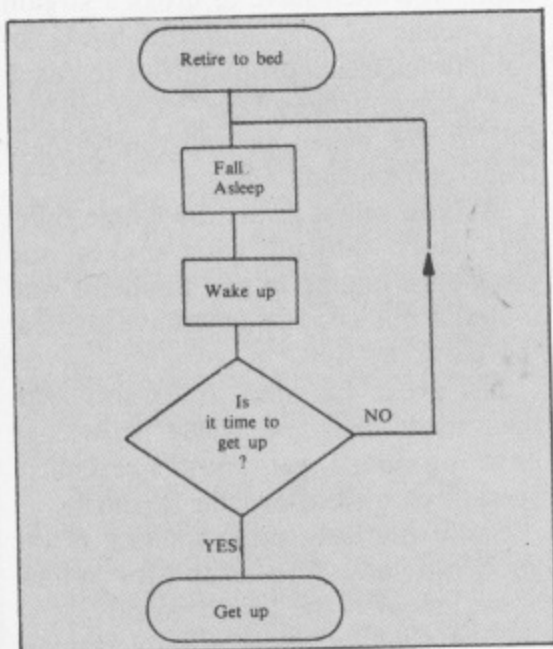 Retire to bed
Fall
Asleep
Wake up
Is
it time to
get up
?
NO
YES
Get up